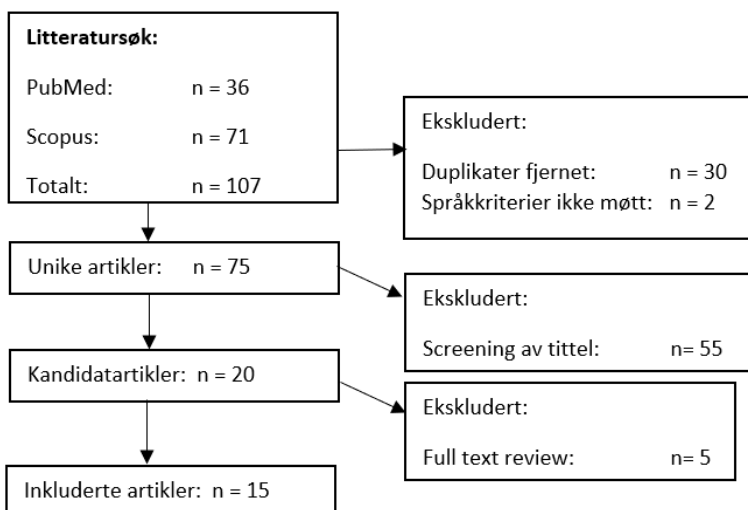 Litteratursøk:
PubMed: n = 36
Scopus: n = 71
Totalt: n = 107
Ekskludert:
Duplikater fjernet: n = 30
Språkkriterier ikke møtt: n = 2
Unike artikler: n = 75
Ekskludert:
Screening av tittel: n= 55
Kandidatartikler: n = 20
Ekskludert:
Full text review: n= 5
Inkluderte artikler: n = 15